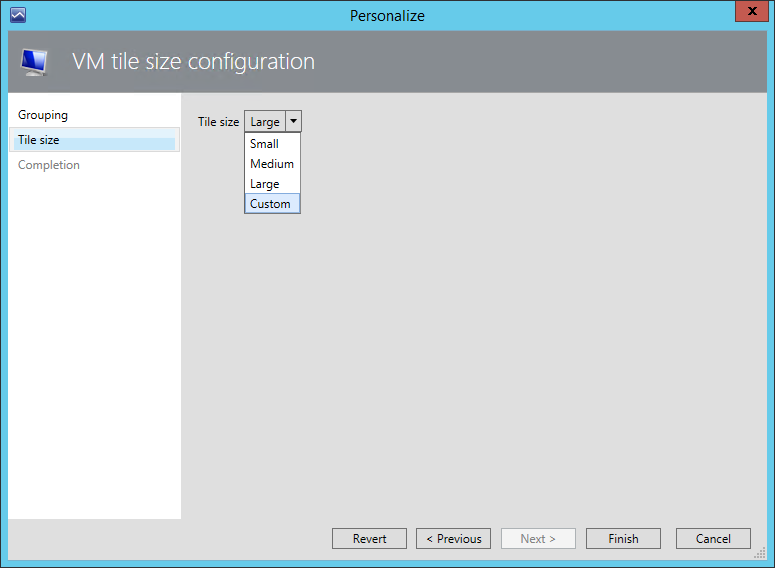 Personalize
VM tile size configuration
Grouping
Tile size
Completion
Tile size Large
Small
Medium
Large
Custom
Revert
< Previous
Next >
Finish
Cancel